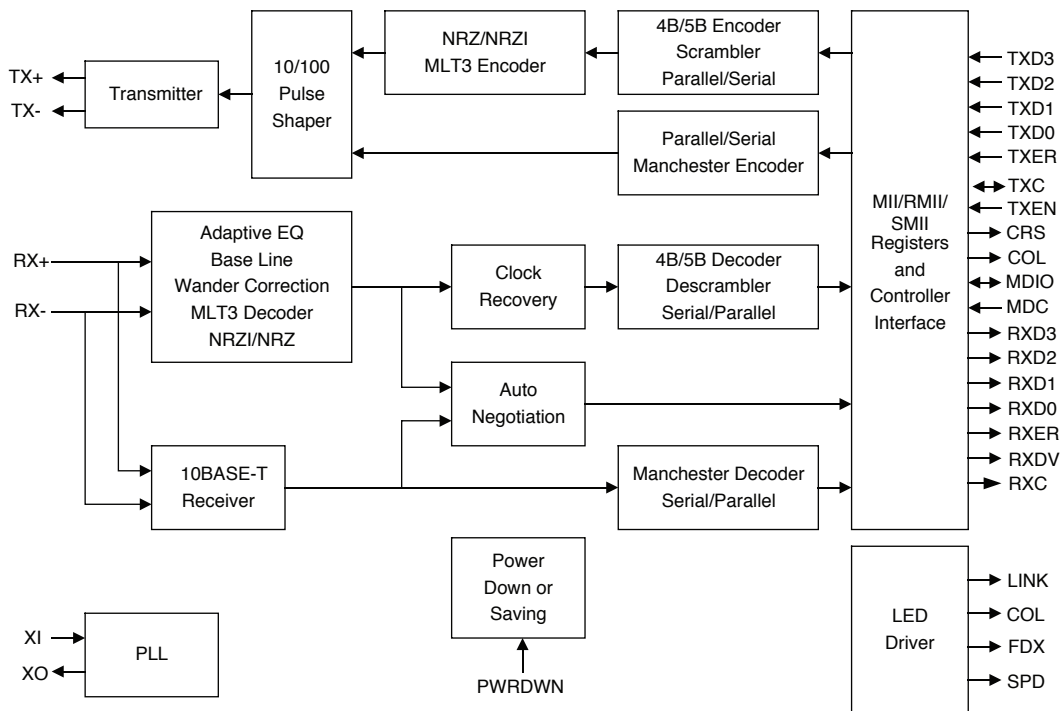 TX+
TX-
Transmitter
10/100
Pulse
Shaper
NRZ/NRZI
MLT3 Encoder
4B/5B Encoder
Scrambler
Parallel/Serial
Parallel/Serial
Manchester Encoder
RX+
RX-
Adaptive EQ
Base Line
Wander Correction
MLT3 Decoder
NRZI/NRZ
Clock
Recovery
4B/5B Decoder
Descrambler
Serial/Parallel
Auto
Negotiation
10BASE-T
Receiver
Manchester Decoder
Serial/Parallel
MII/RMII/
SMII
Registers
and
Controller
Interface
TXD3
TXD2
TXD1
TXD0
TXER
TXC
TXEN
CRS
COL
MDIO
MDC
RXD3
RXD2
RXD1
RXD0
RXER
RXDV
RXC
Power
Down or
Saving
PWRDWN
XI
XO
PLL
LED
Driver
LINK
COL
FDX
SPD